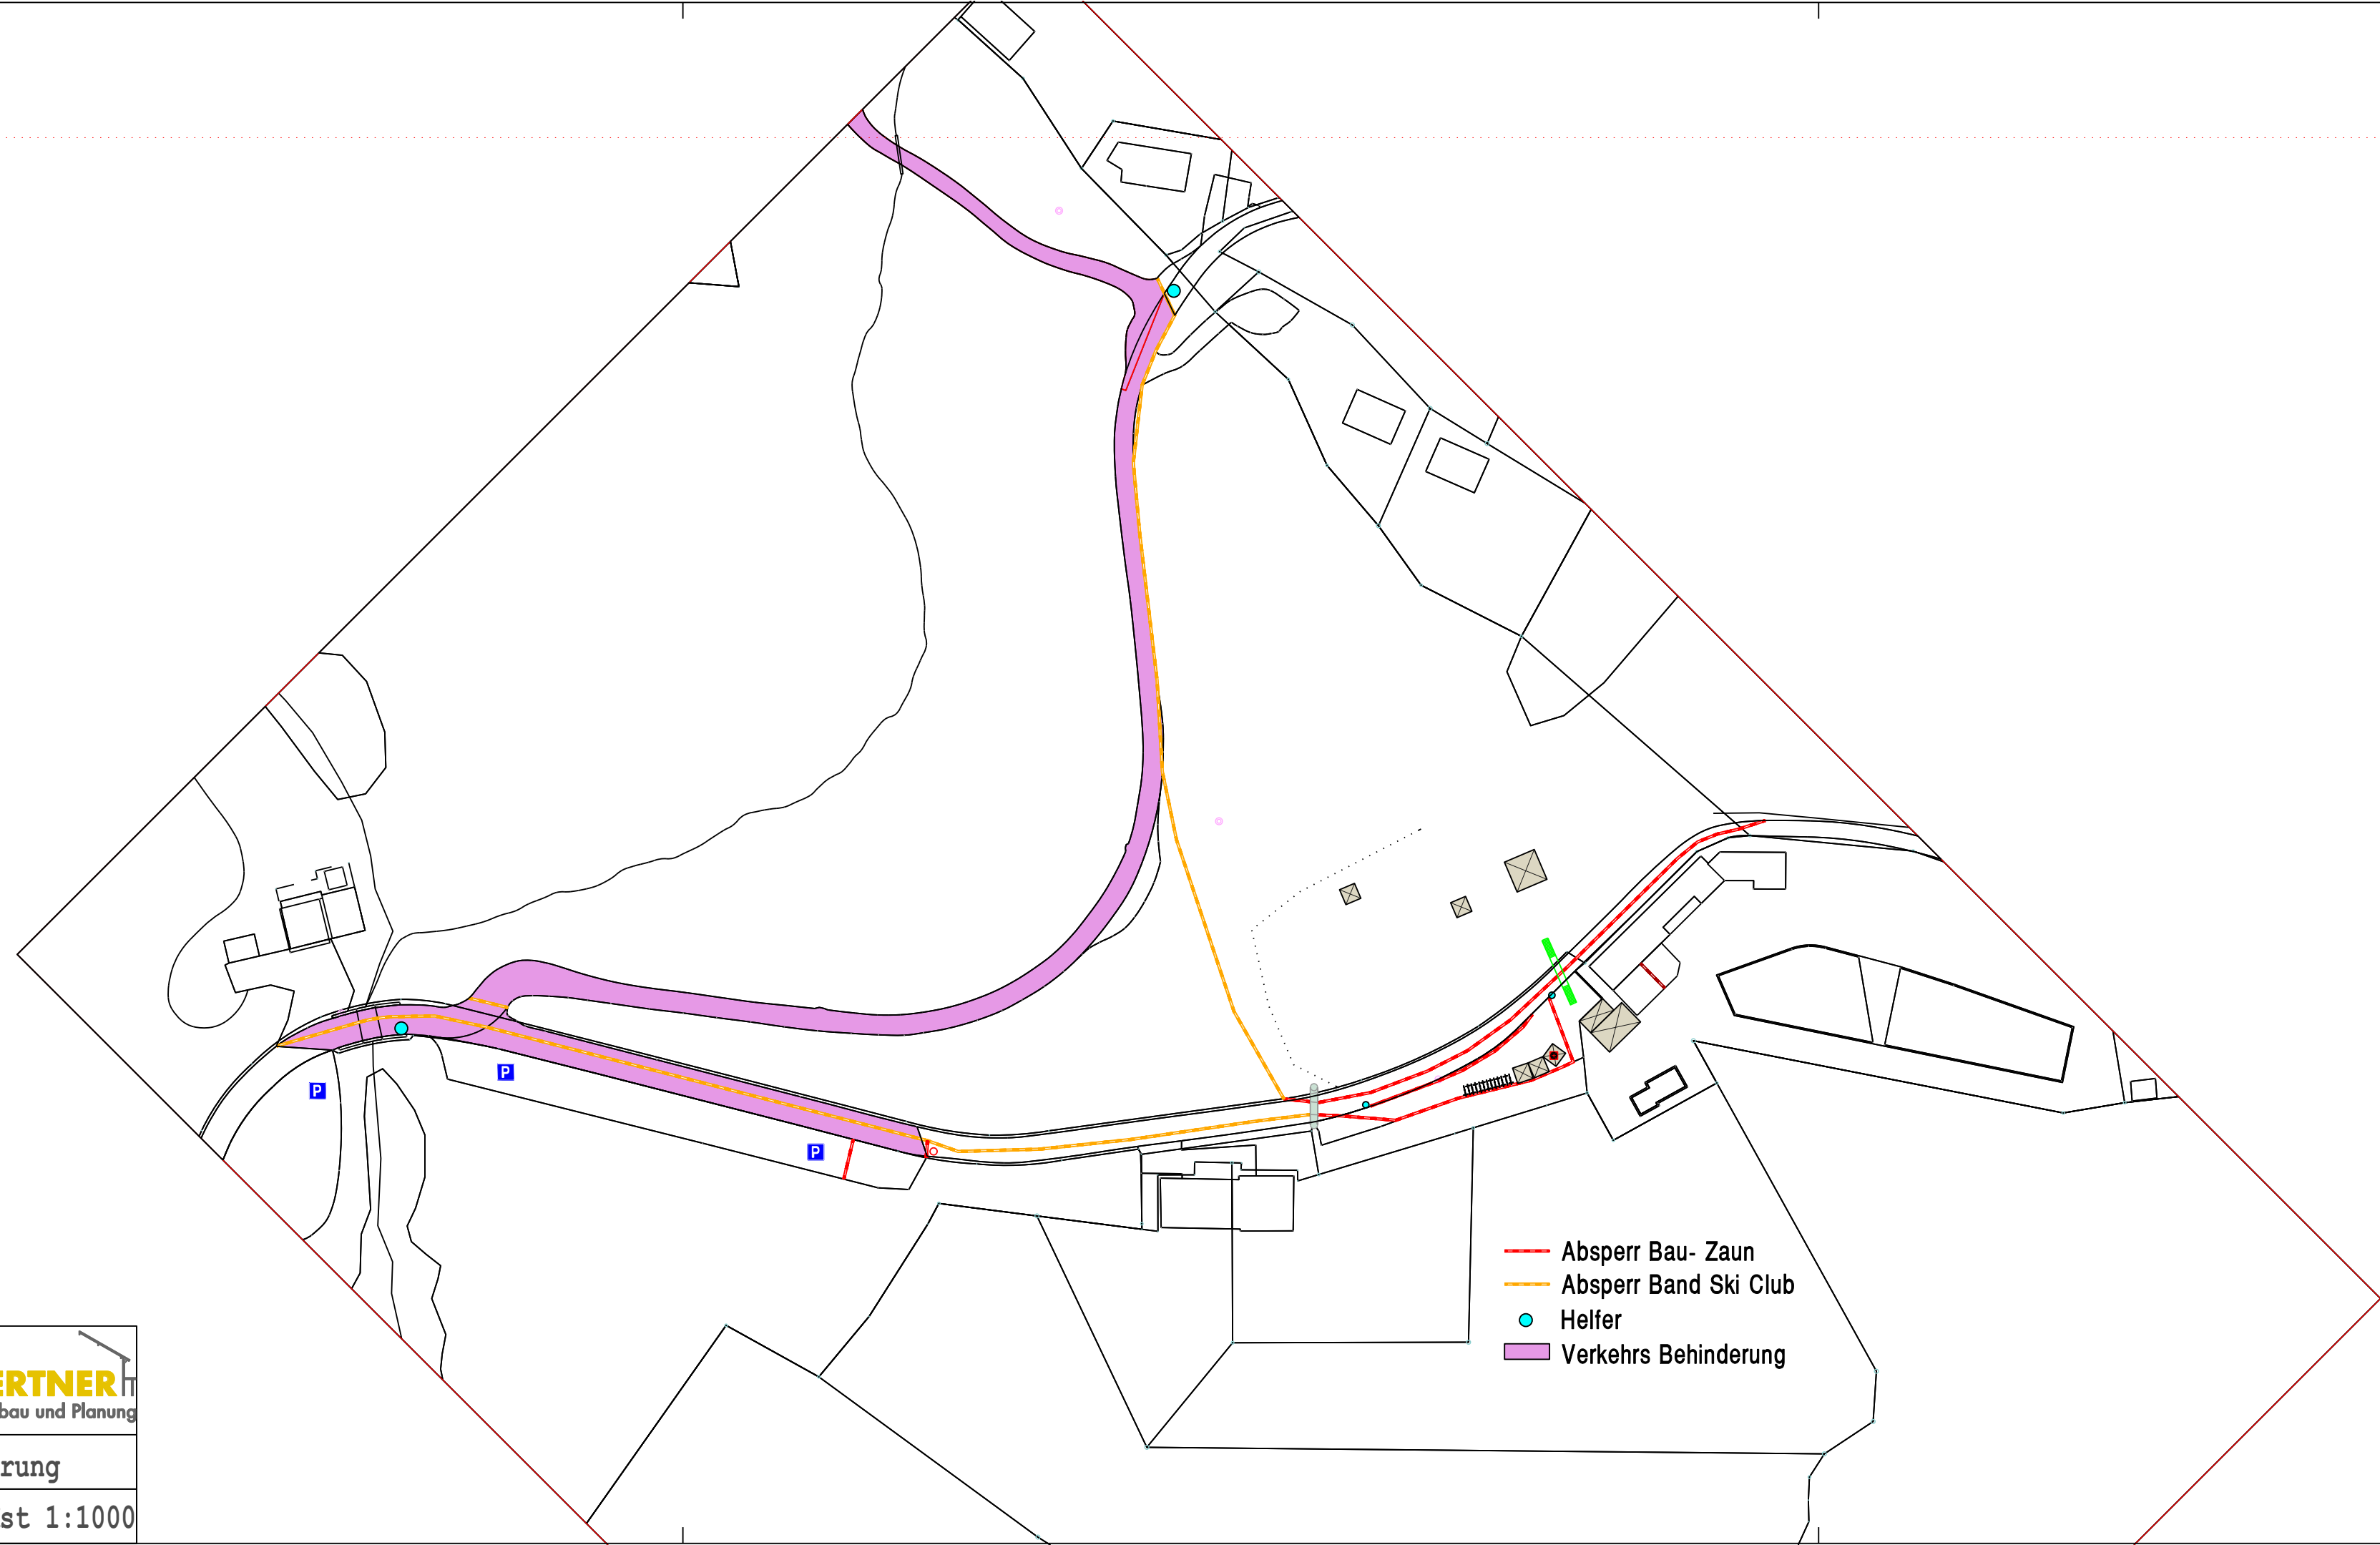 P
P
P
Absperr Bau- Zaun
Absperr Band Ski Club
Helfer
Verkehrs Behinderung
ERTNER
bau und Planung
rung
st 1:1000